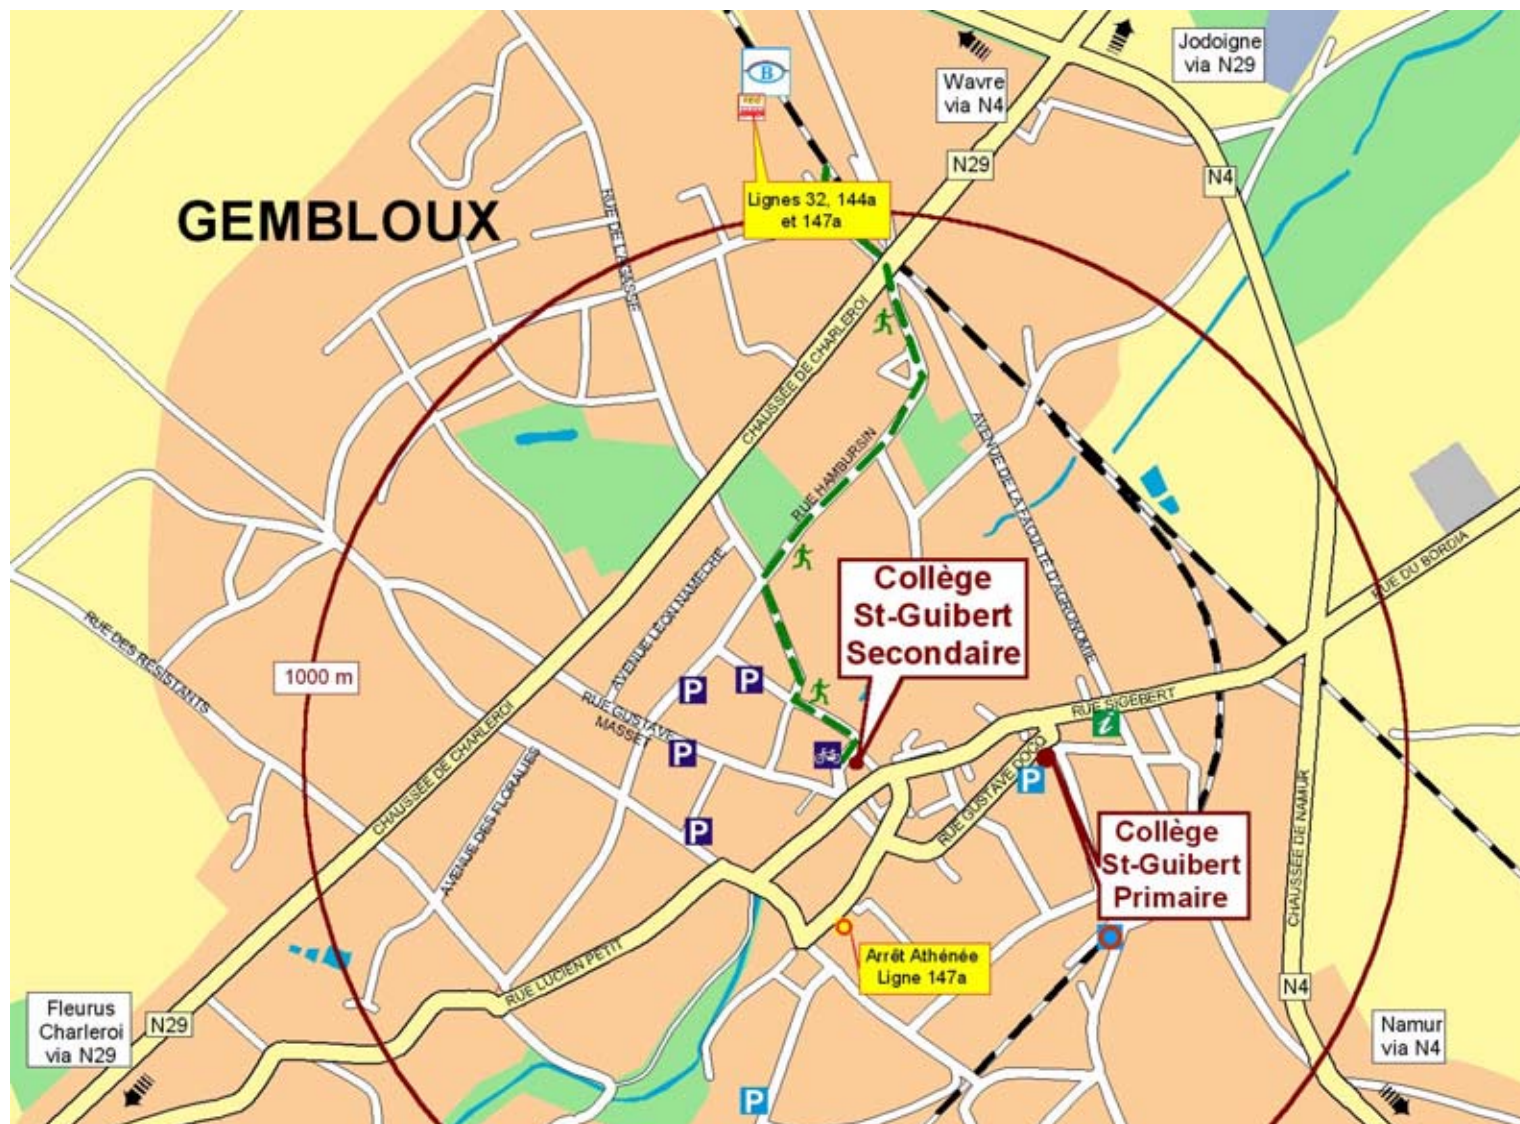 Jodoigne
via N29
B
Wavre
via N4
N29
N4
Lignes 32, 144a
et 147a
GEMBLOUX
RUE DE L'AGASSE
CHAUSSÉE DE CHARLEROI
RUE HAMBURSIN
AVENUE DE LA FACULTÉ D'AGRONOMIE
AVENUE LÉON NAMÈCHE
RUE DU BORDIA
Collège
St-Guibert
Secondaire
RUE DES RÉSISTANTS
1000 m
P
P
RUE GUSTAVE
MASSET
RUE SIGEBERT
i
P
CHAUSSÉE DE CHARLEROI
RUE GUSTAVE DOCQ
P
AVENUE DES FLORALIES
P
Collège
St-Guibert
Primaire
CHAUSSÉE DE NAMUR
Arrêt Athénée
Ligne 147a
RUE LUCIEN PETIT
N4
Fleurus
Charleroi
via N29
N29
Namur
via N4
P